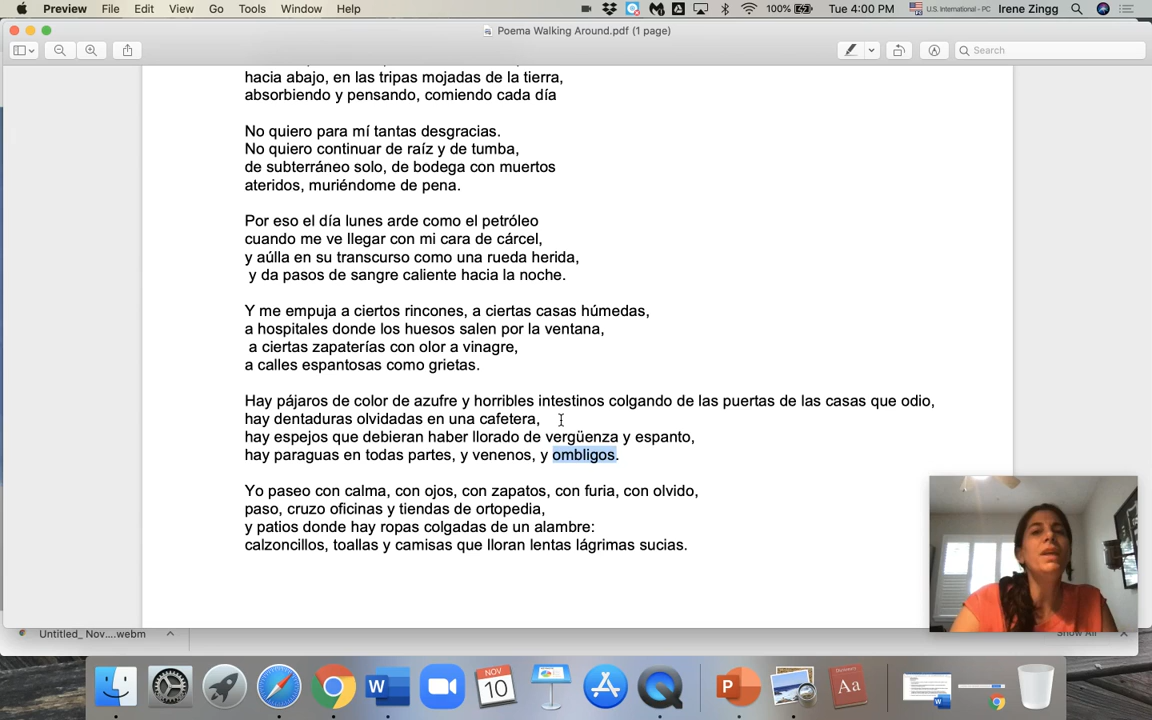 Preview File Edit View Go Tools Window Help 100% Tue 4:00 PM U.S. International - PC Irene Zingg
Poema Walking Around.pdf (1 page)
Search
hacia abajo, en las tripas mojadas de la tierra,
absorbiendo y pensando, comiendo cada día
No quiero para mí tantas desgracias.
No quiero continuar de raíz y de tumba,
de subterráneo solo, de bodega con muertos
ateridos, muriéndome de pena.
Por eso el día lunes arde como el petróleo
cuando me ve llegar con mi cara de cárcel,
y aúlla en su transcurso como una rueda herida,
y da pasos de sangre caliente hacia la noche.
Y me empuja a ciertos rincones, a ciertas casas húmedas,
a hospitales donde los huesos salen por la ventana,
a ciertas zapaterías con olor a vinagre,
a calles espantosas como grietas.
Hay pájaros de color de azufre y horribles intestinos colgando de las puertas de las casas que odio,
hay dentaduras olvidadas en una cafetera,
hay espejos que debieran haber llorado de vergüenza y espanto,
hay paraguas en todas partes, y venenos, y ombligos.
Yo paseo con calma, con ojos, con zapatos, con furia, con olvido,
paso, cruzo oficinas y tiendas de ortopedia,
y patios donde hay ropas colgadas de un alambre:
calzoncillos, toallas y camisas que lloran lentas lágrimas sucias.
Untitled_ Nov....webm
Show All
NOV
10
W
P
Aa